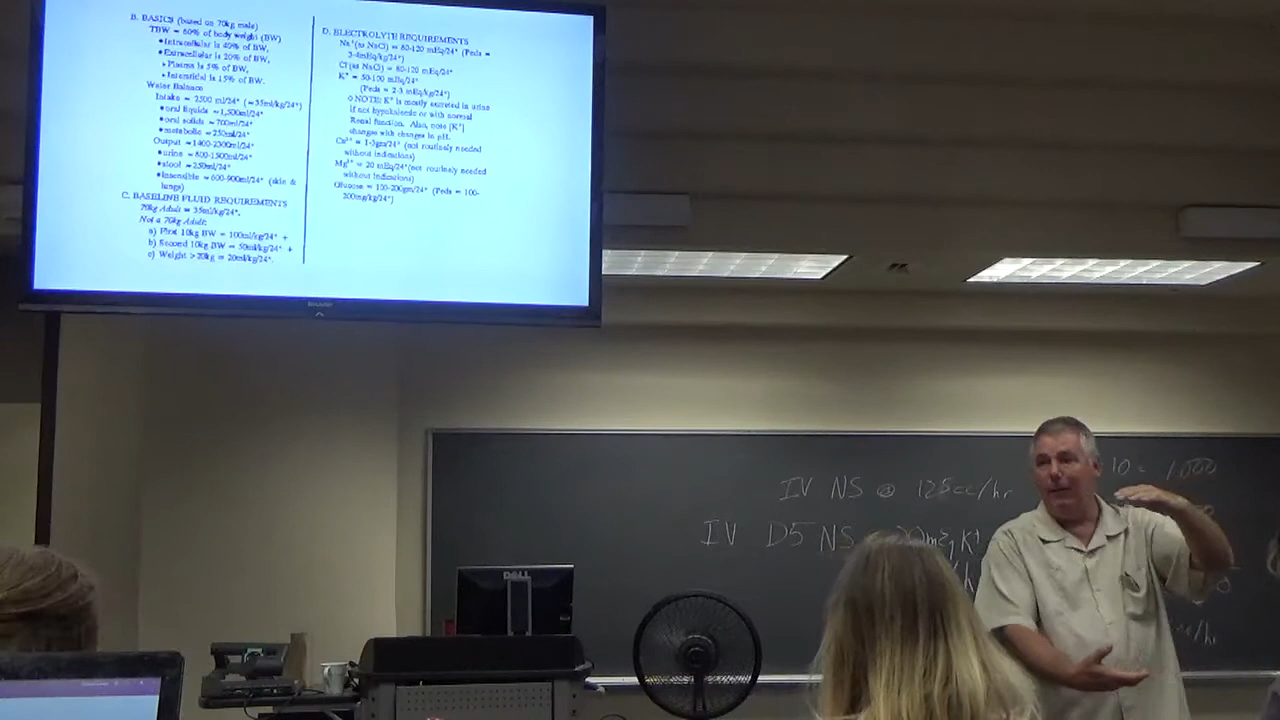 B. BASICS (based on 70kg male)
TBW = 60% of body weight (BW)
•Intracellular is 40% of BW,
•Extracellular is 20% of BW,
Plasma is 5% of BW,
Interstitial is 15% of BW.
Water Balance
Intake ≈ 2500 ml/24° (≈35ml/kg/24°)
•oral liquids ≈1,500ml/24°
•oral solids ≈700ml/24°
•metabolic ≈250ml/24°
Output ≈1400-2300ml/24°
•urine ≈800-1500ml/24°
•stool ≈250ml/24°
•insensible ≈600-900ml/24° (skin &
lungs)
C. BASELINE FLUID REQUIREMENTS
70kg Adult = 35ml/kg/24°.
Not a 70kg Adult:
a) First 10kg BW = 100ml/kg/24° +
b) Second 10kg BW = 50ml/kg/24° +
c) Weight >20kg = 20ml/kg/24°.
D. ELECTROLYTE REQUIREMENTS
Na⁺(as NaCl) = 80-120 mEq/24° (Peds =
3-4mEq/kg/24°)
Cl⁻(as NaCl) = 80-120 mEq/24°
K⁺ = 50-100 mEq/24°
(Peds = 2-3 mEq/kg/24°)
NOTE: K⁺ is mostly excreted in urine
if not hypokalemic or with normal
Renal function. Also, note [K⁺]
changes with changes in pH.
Ca²⁺ = 1-3gm/24° (not routinely needed
without indications)
Mg²⁺ = 20 mEq/24°(not routinely needed
without indications)
Glucose = 100-200gm/24° (Peds = 100-
200mg/kg/24°)
IV NS @ 125cc/hr
10 = 1,000
IV D5 NS 20mEq K⁺
DELL